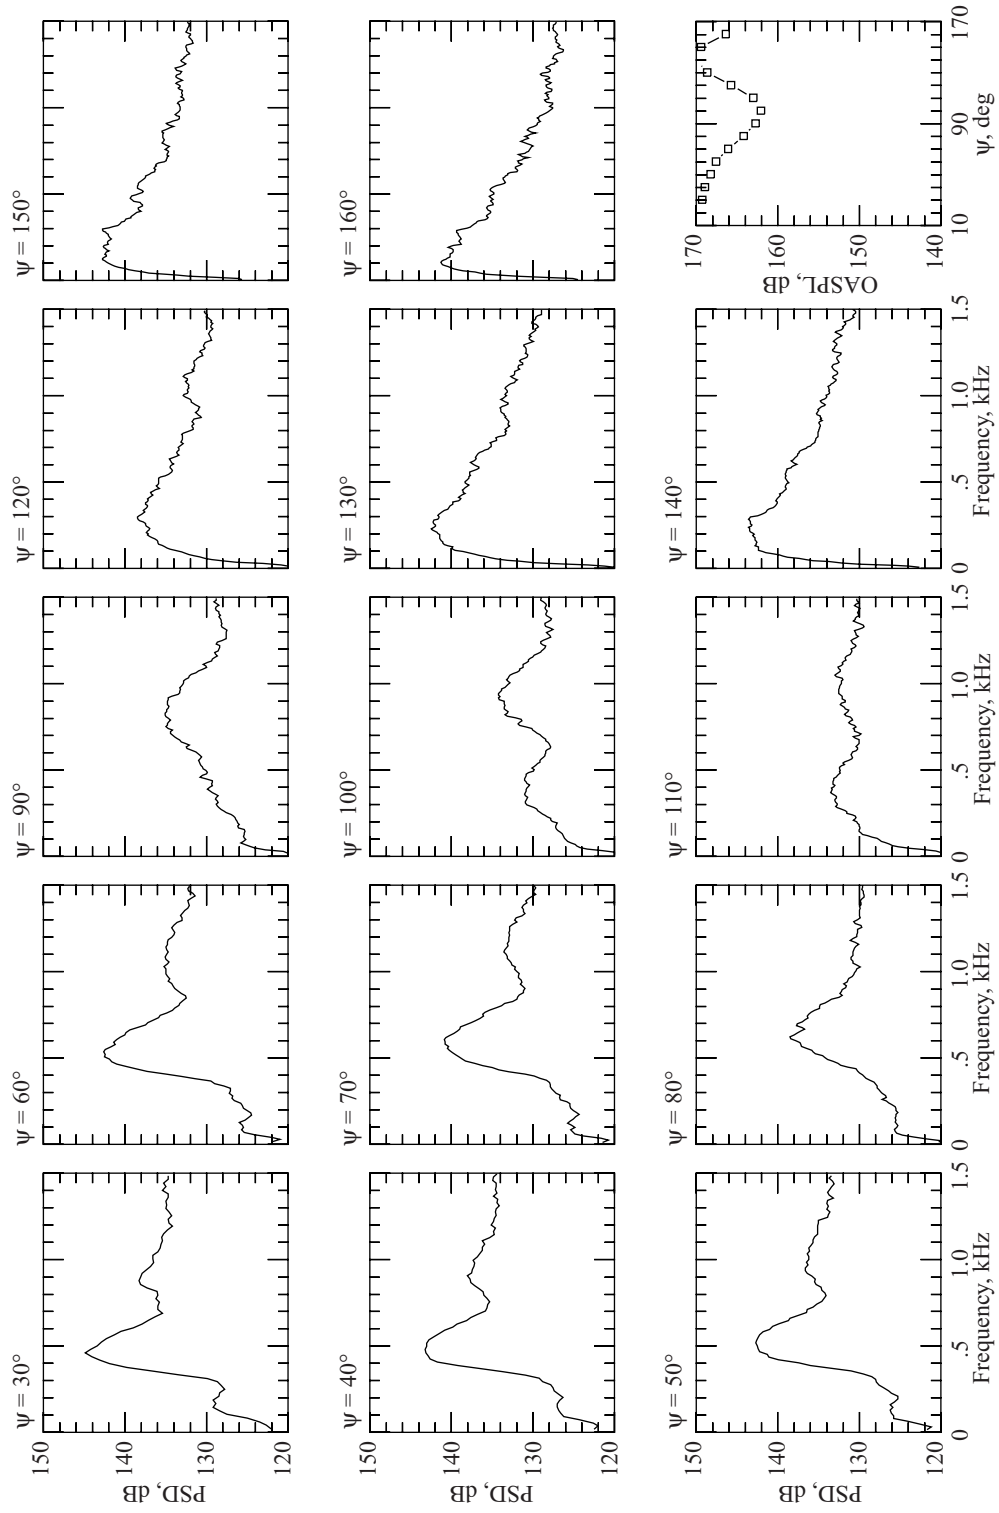 ψ = 30° ψ = 60° ψ = 90° ψ = 120° ψ = 150°
150
140
130
120
PSD, dB
ψ = 40° ψ = 70° ψ = 100° ψ = 130° ψ = 160°
150
140
130
120
PSD, dB
ψ = 50° ψ = 80° ψ = 110° ψ = 140°
150
140
130
120
PSD, dB
170
160
150
140
OASPL, dB
0 .5 1.0 1.5 0 .5 1.0 1.5 0 .5 1.0 1.5 0 .5 1.0 1.5 10 90 170
Frequency, kHz Frequency, kHz Frequency, kHz Frequency, kHz ψ, deg